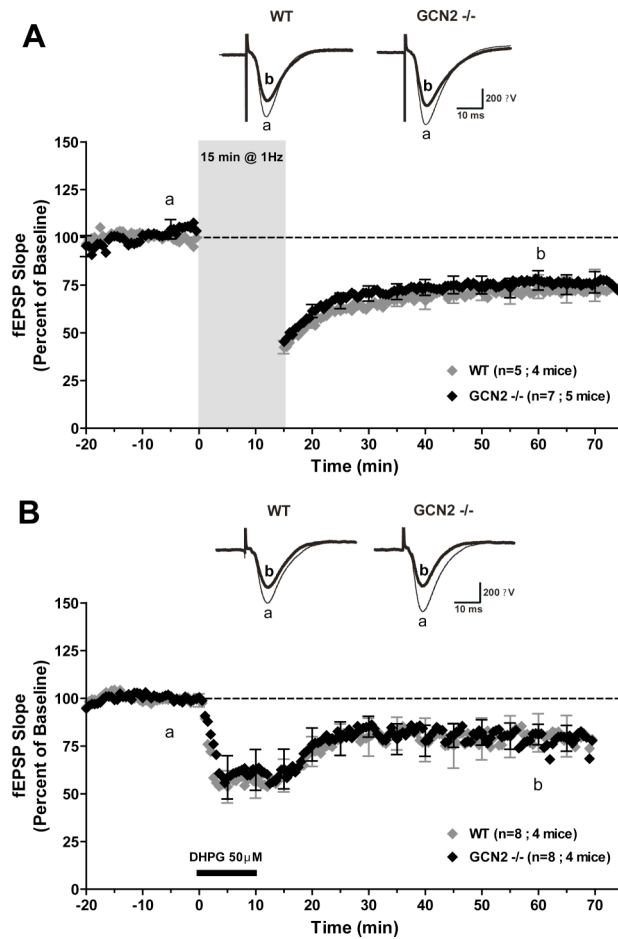 A
WT
GCN2 -/-
b
a
b
a
200 ?V
10 ms
150
125
100
75
50
25
0
fEPSP Slope
(Percent of Baseline)
15 min @ 1Hz
a
b
WT (n=5 ; 4 mice)
GCN2 -/- (n=7 ; 5 mice)
-20
-10
0
10
20
30
40
50
60
70
Time (min)
B
WT
GCN2 -/-
b
a
b
a
200 ?V
10 ms
150
125
100
75
50
25
0
fEPSP Slope
(Percent of Baseline)
a
b
DHPG 50μM
WT (n=8 ; 4 mice)
GCN2 -/- (n=8 ; 4 mice)
-20
-10
0
10
20
30
40
50
60
70
Time (min)